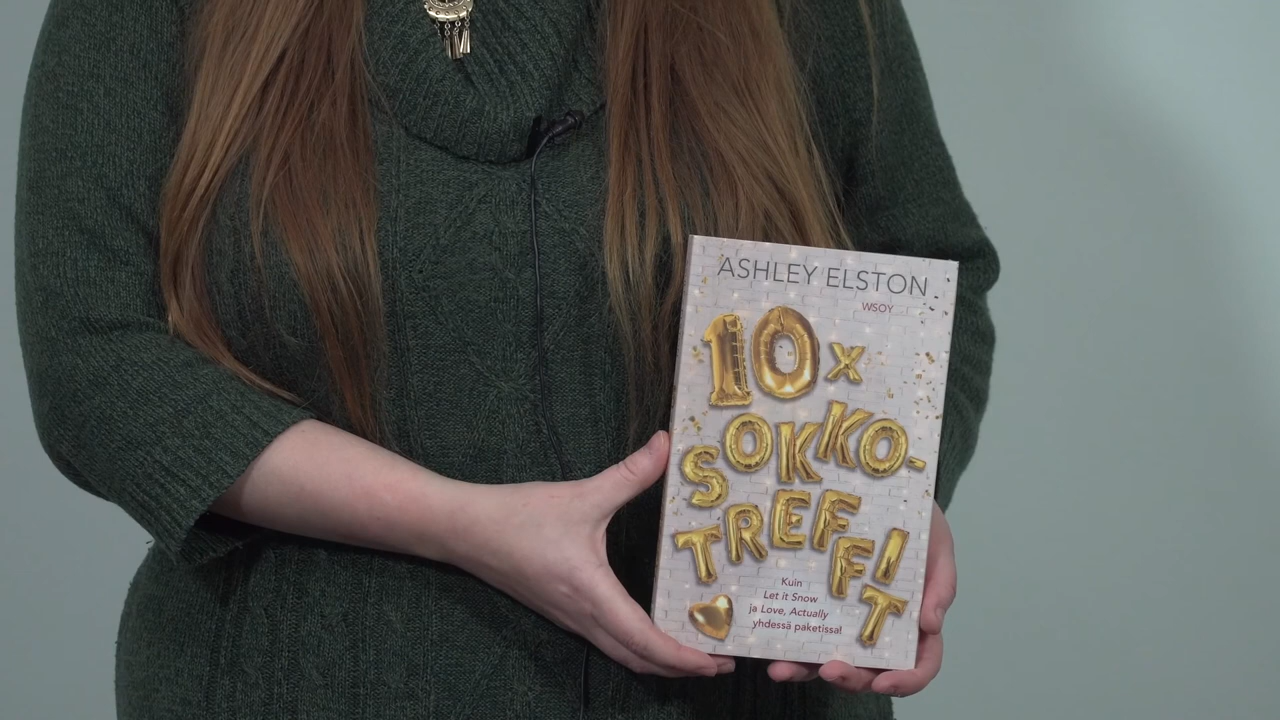 ASHLEY ELSTON
WSOY
10 x
SOKKO-
TREFFIT!
Kuin
Let it Snow
ja Love, Actually
yhdessä paketissa!